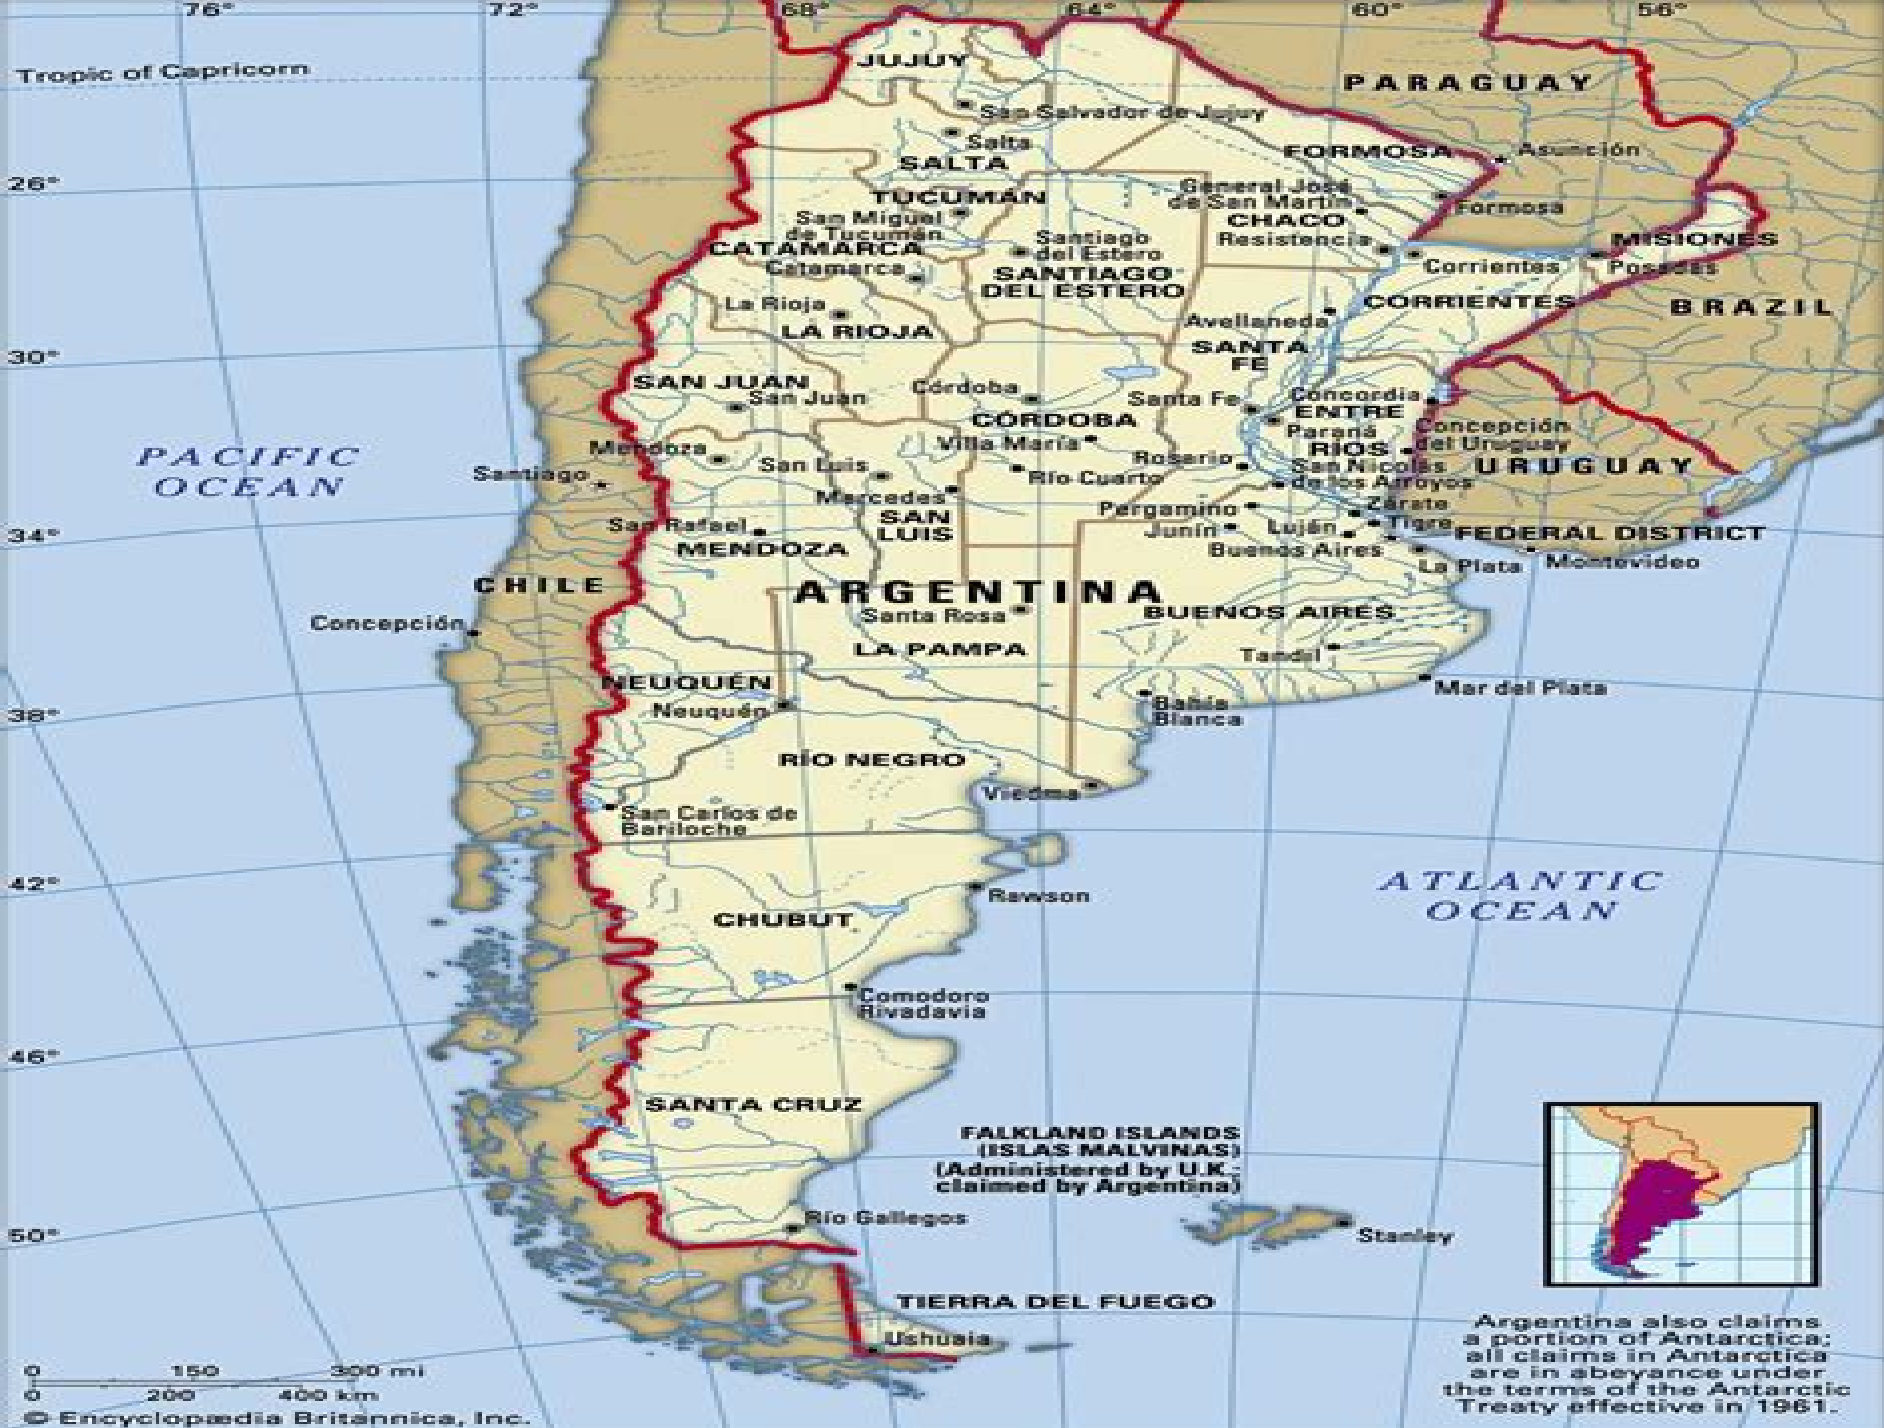 76°
72°
68°
64°
60°
56°
Tropic of Capricorn
JUJUY
PARAGUAY
San Salvador de Jujuy
Salta
SALTA
FORMOSA
Asunción
26°
TUCUMÁN
General José
de San Martín
San Miguel
de Tucumán
CHACO
Formosa
CATAMARCA
Santiago
del Estero
Resistencia
MISIONES
Catamarca
SANTIAGO
DEL ESTERO
Corrientes
Posadas
La Rioja
CORRIENTES
BRAZIL
LA RIOJA
Avellaneda
30°
SANTA
FE
SAN JUAN
San Juan
Córdoba
Santa Fe
Concordia
CÓRDOBA
ENTRE
RIOS
Paraná
Concepción
del Uruguay
Mendoza
Villa María
PACIFIC
OCEAN
Santiago
San Luis
Río Cuarto
Rosario
San Nicolás
de los Arroyos
URUGUAY
Mercedes
Pergamino
Zárate
34°
San Rafael
SAN
LUIS
Junín
Luján
Tigre
FEDERAL DISTRICT
MENDOZA
Buenos Aires
La Plata
Montevideo
CHILE
ARGENTINA
Santa Rosa
BUENOS AIRES
Concepción
LA PAMPA
Tandil
NEUQUÉN
Neuquén
Bahía
Blanca
Mar del Plata
38°
RÍO NEGRO
Viedma
San Carlos de
Bariloche
42°
Rawson
ATLANTIC
OCEAN
CHUBUT
Comodoro
Rivadavia
46°
SANTA CRUZ
FALKLAND ISLANDS
(ISLAS MALVINAS)
(Administered by U.K.;
claimed by Argentina)
50°
Río Gallegos
Stanley
TIERRA DEL FUEGO
Ushuaia
Argentina also claims
a portion of Antarctica;
all claims in Antarctica
are in abeyance under
the terms of the Antarctic
Treaty effective in 1961.
0 150 300 mi
0 200 400 km
© Encyclopædia Britannica, Inc.